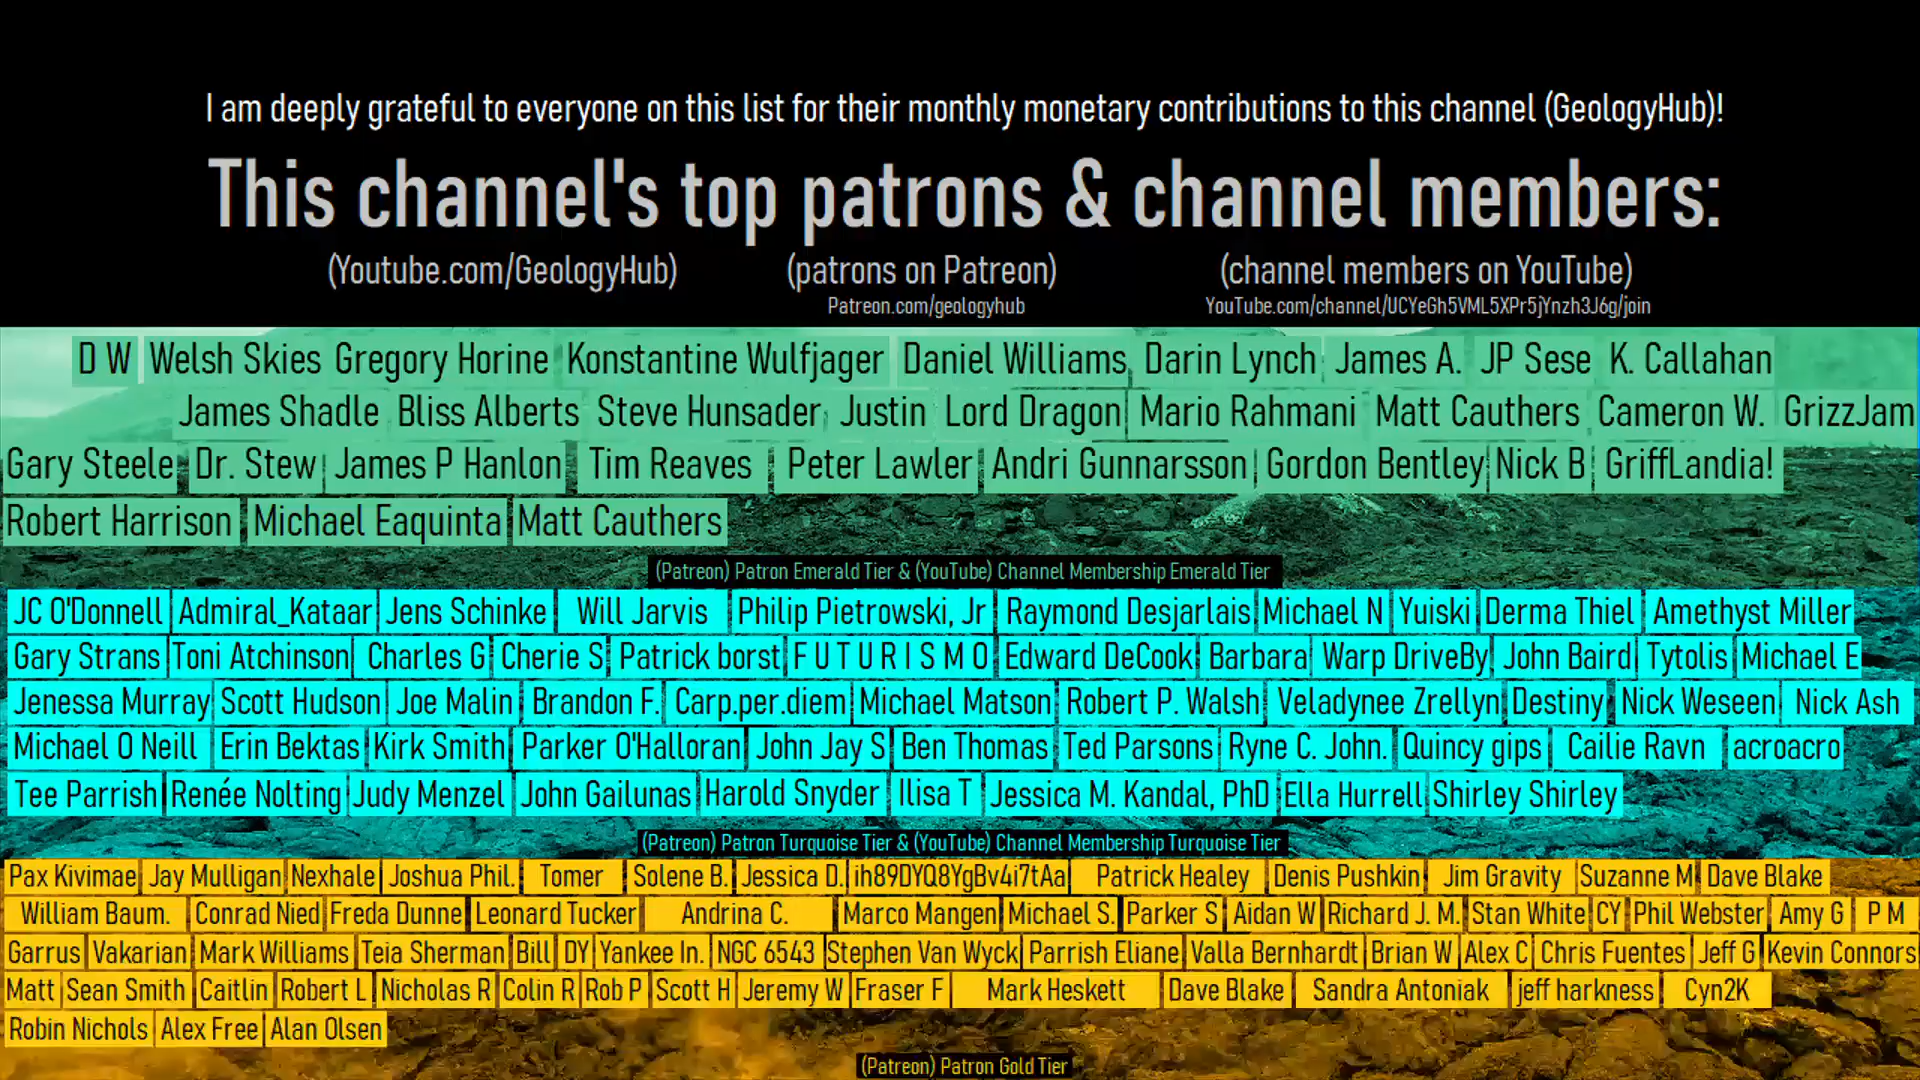 I am deeply grateful to everyone on this list for their monthly monetary contributions to this channel (GeologyHub)!
This channel's top patrons & channel members:
(Youtube.com/GeologyHub) (patrons on Patreon) (channel members on YouTube)
Patreon.com/geologyhub YouTube.com/channel/UCYeGh5VML5XPr5jYnzh3J6g/join
D W Welsh Skies Gregory Horine Konstantine Wulfjager Daniel Williams Darin Lynch James A. JP Sese K. Callahan
James Shadle Bliss Alberts Steve Hunsader Justin Lord Dragon Mario Rahmani Matt Cauthers Cameron W. GrizzJam
Gary Steele Dr. Stew James P Hanlon Tim Reaves Peter Lawler Andri Gunnarsson Gordon Bentley Nick B GriffLandia!
Robert Harrison Michael Eaquinta Matt Cauthers
(Patreon) Patron Emerald Tier & (YouTube) Channel Membership Emerald Tier
JC O'Donnell Admiral_Kataar Jens Schinke Will Jarvis Philip Pietrowski, Jr Raymond Desjarlais Michael N Yuiski Derma Thiel Amethyst Miller
Gary Strans Toni Atchinson Charles G Cherie S Patrick borst F U T U R I S M O Edward DeCook Barbara Warp DriveBy John Baird Tytolis Michael E
Jenessa Murray Scott Hudson Joe Malin Brandon F. Carp.per.diem Michael Matson Robert P. Walsh Veladynee Zrellyn Destiny Nick Weseen Nick Ash
Michael O Neill Erin Bektas Kirk Smith Parker O'Halloran John Jay S Ben Thomas Ted Parsons Ryne C. John. Quincy gips Cailie Ravn acroacro
Tee Parrish Renée Nolting Judy Menzel John Gailunas Harold Snyder Ilisa T Jessica M. Kandal, PhD Ella Hurrell Shirley Shirley
(Patreon) Patron Turquoise Tier & (YouTube) Channel Membership Turquoise Tier
Pax Kivimae Jay Mulligan Nexhale Joshua Phil. Tomer Solene B. Jessica D. ih89DYQ8YgBv4i7tAa Patrick Healey Denis Pushkin Jim Gravity Suzanne M Dave Blake
William Baum. Conrad Nied Freda Dunne Leonard Tucker Andrina C. Marco Mangen Michael S. Parker S Aidan W Richard J. M. Stan White CY Phil Webster Amy G P M
Garrus Vakarian Mark Williams Teia Sherman Bill DY Yankee In. NGC 6543 Stephen Van Wyck Parrish Eliane Valla Bernhardt Brian W Alex C Chris Fuentes Jeff G Kevin Connors
Matt Sean Smith Caitlin Robert L Nicholas R Colin R Rob P Scott H Jeremy W Fraser F Mark Heskett Dave Blake Sandra Antoniak jeff harkness Cyn2K
Robin Nichols Alex Free Alan Olsen
(Patreon) Patron Gold Tier